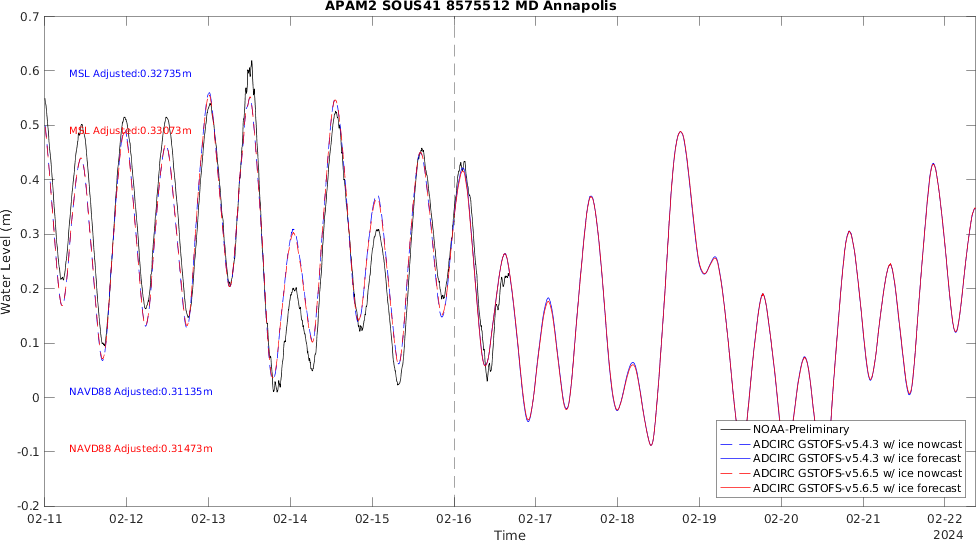 APAM2 SOUS41 8575512 MD Annapolis
0.7
0.6
0.5
0.4
0.3
0.2
0.1
0
-0.1
-0.2
Water Level (m)
MSL Adjusted:0.32735m
MSL Adjusted:0.33073m
NAVD88 Adjusted:0.31135m
NAVD88 Adjusted:0.31473m
NOAA-Preliminary
ADCIRC GSTOFS-v5.4.3 w/ ice nowcast
ADCIRC GSTOFS-v5.4.3 w/ ice forecast
ADCIRC GSTOFS-v5.6.5 w/ ice nowcast
ADCIRC GSTOFS-v5.6.5 w/ ice forecast
02-11 02-12 02-13 02-14 02-15 02-16 02-17 02-18 02-19 02-20 02-21 02-22
2024
Time